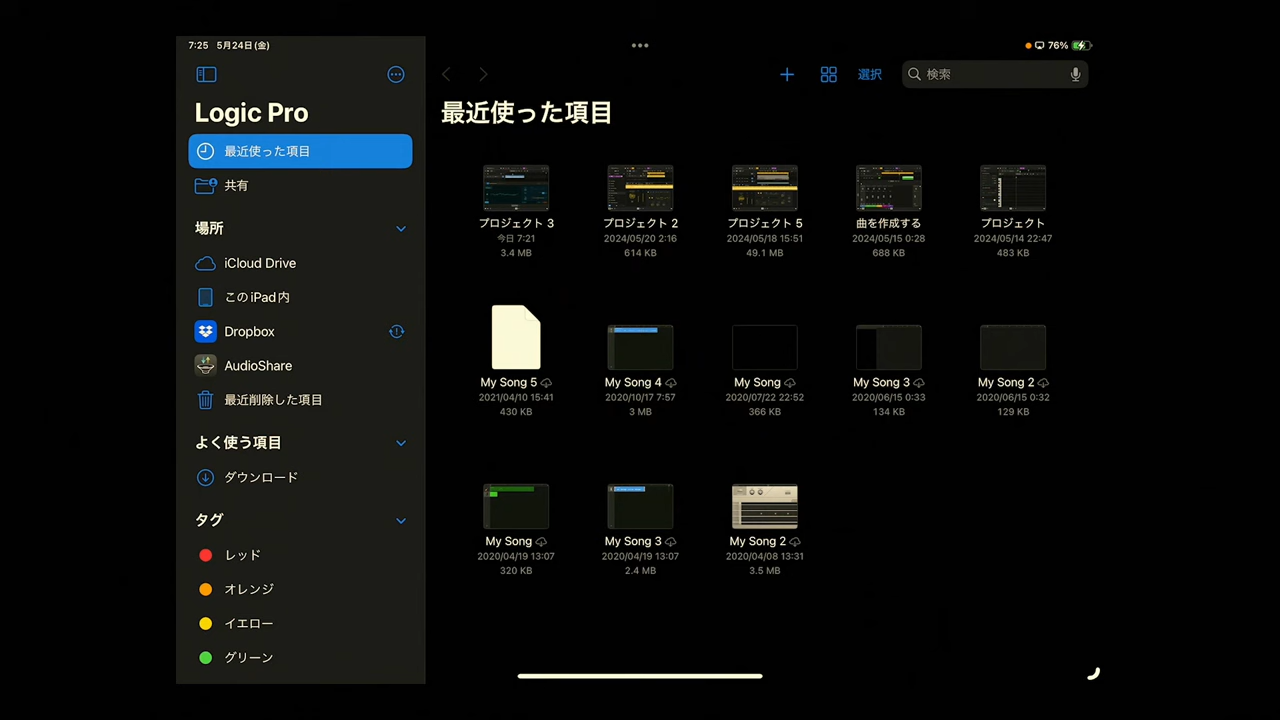 7:25 5月24日(金)
76%
Logic Pro
最近使った項目
共有
場所
iCloud Drive
このiPad内
Dropbox
AudioShare
最近削除した項目
よく使う項目
ダウンロード
タグ
レッド
オレンジ
イエロー
グリーン
選択
検索
最近使った項目
プロジェクト 3
今日 7:21
3.4 MB
プロジェクト 2
2024/05/20 2:16
614 KB
プロジェクト 5
2024/05/18 15:51
49.1 MB
曲を作成する
2024/05/15 0:28
688 KB
プロジェクト
2024/05/14 22:47
483 KB
My Song 5
2021/04/10 15:41
430 KB
My Song 4
2020/10/17 7:57
3 MB
My Song
2020/07/22 22:52
366 KB
My Song 3
2020/06/15 0:33
134 KB
My Song 2
2020/06/15 0:32
129 KB
My Song
2020/04/19 13:07
320 KB
My Song 3
2020/04/19 13:07
2.4 MB
My Song 2
2020/04/08 13:31
3.5 MB